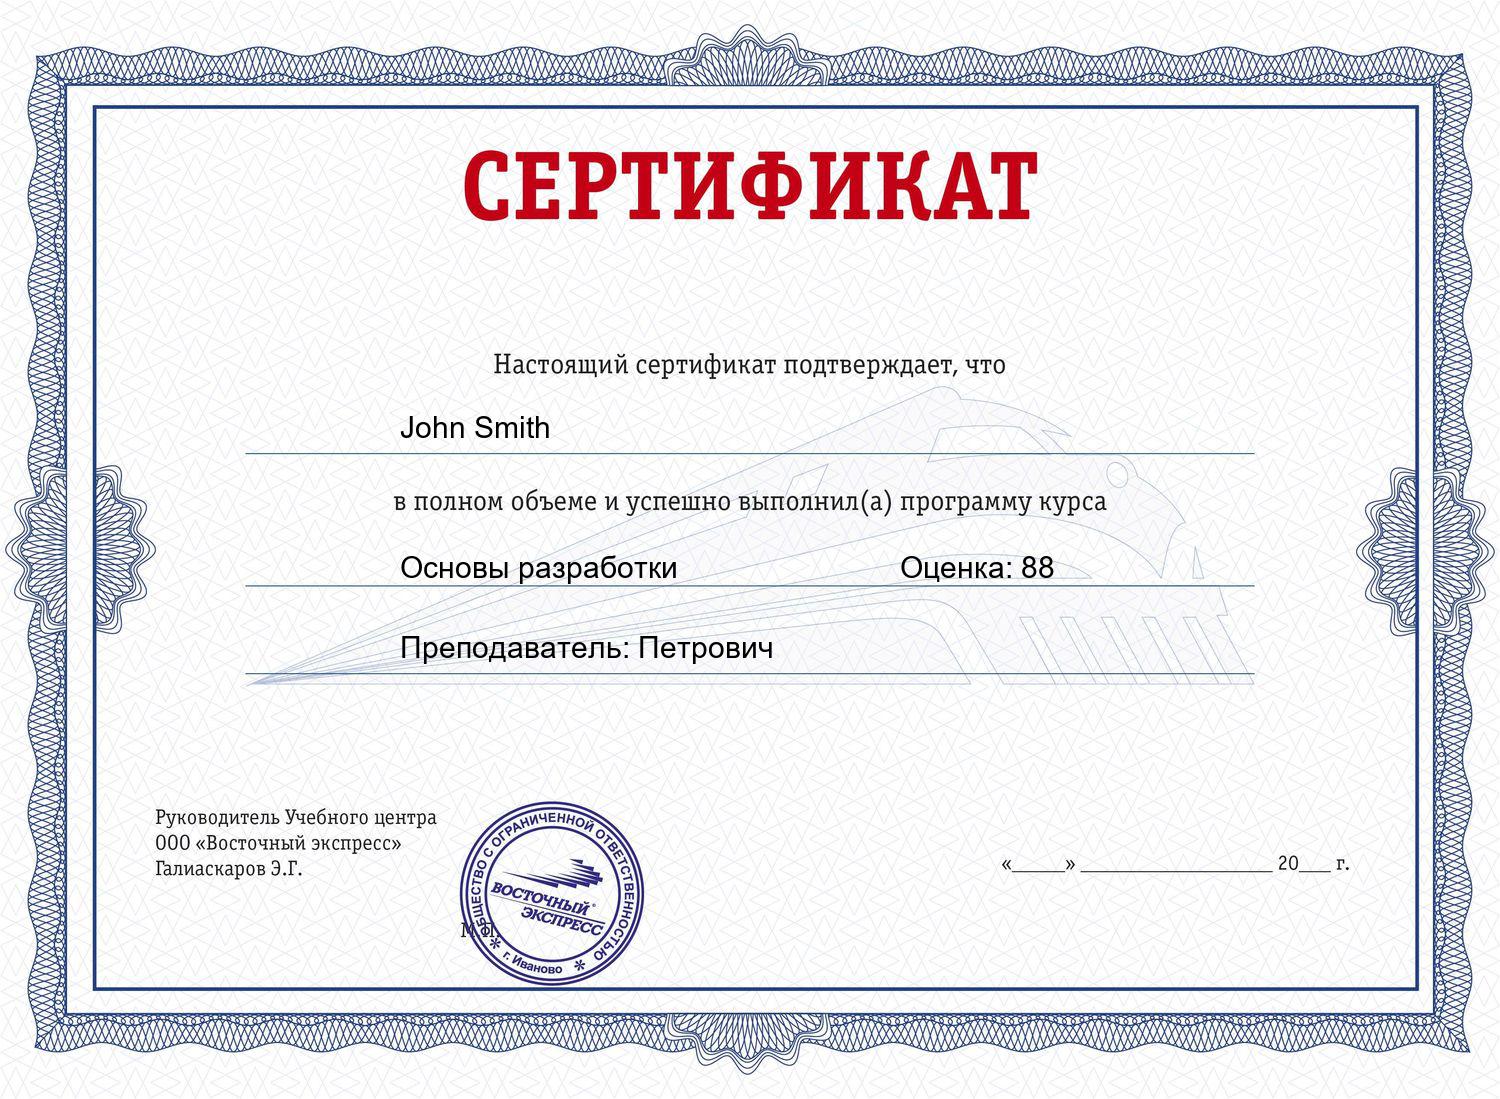 СЕРТИФИКАТ
Настоящий сертификат подтверждает, что
John Smith
в полном объеме и успешно выполнил(а) программу курса
Основы разработки Оценка: 88
Преподаватель: Петрович
Руководитель Учебного центра
ООО «Восточный экспресс»
Галиаскаров Э.Г.
«_____» __________________ 20___ г.
М.П.
ОБЩЕСТВО С ОГРАНИЧЕННОЙ ОТВЕТСТВЕННОСТЬЮ
ВОСТОЧНЫЙ
ЭКСПРЕСС
* г. Иваново *